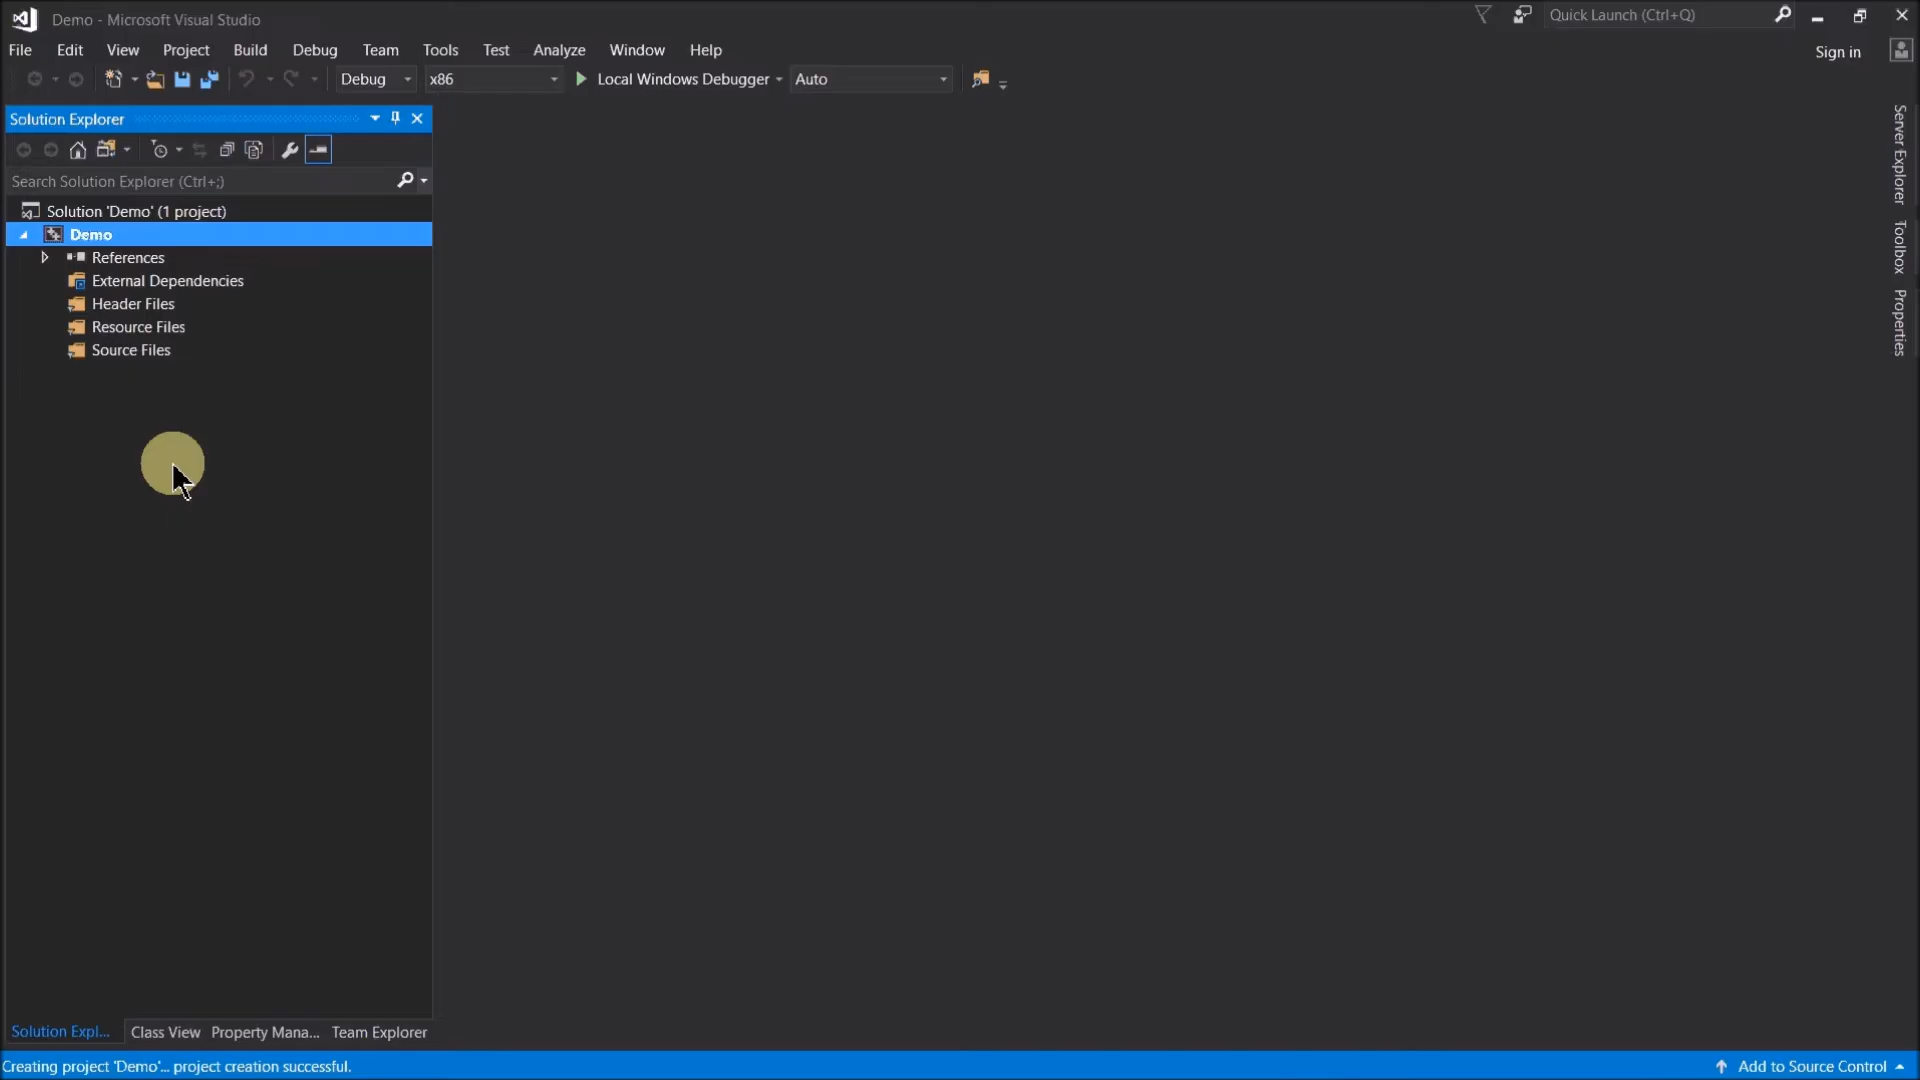 Demo - Microsoft Visual Studio
Quick Launch (Ctrl+Q)
File Edit View Project Build Debug Team Tools Test Analyze Window Help
Sign in
Debug x86 Local Windows Debugger Auto
Solution Explorer
Search Solution Explorer (Ctrl+;)
Solution 'Demo' (1 project)
Demo
References
External Dependencies
Header Files
Resource Files
Source Files
Server Explorer
Toolbox
Properties
Solution Expl... Class View Property Mana... Team Explorer
Creating project 'Demo'... project creation successful.
Add to Source Control